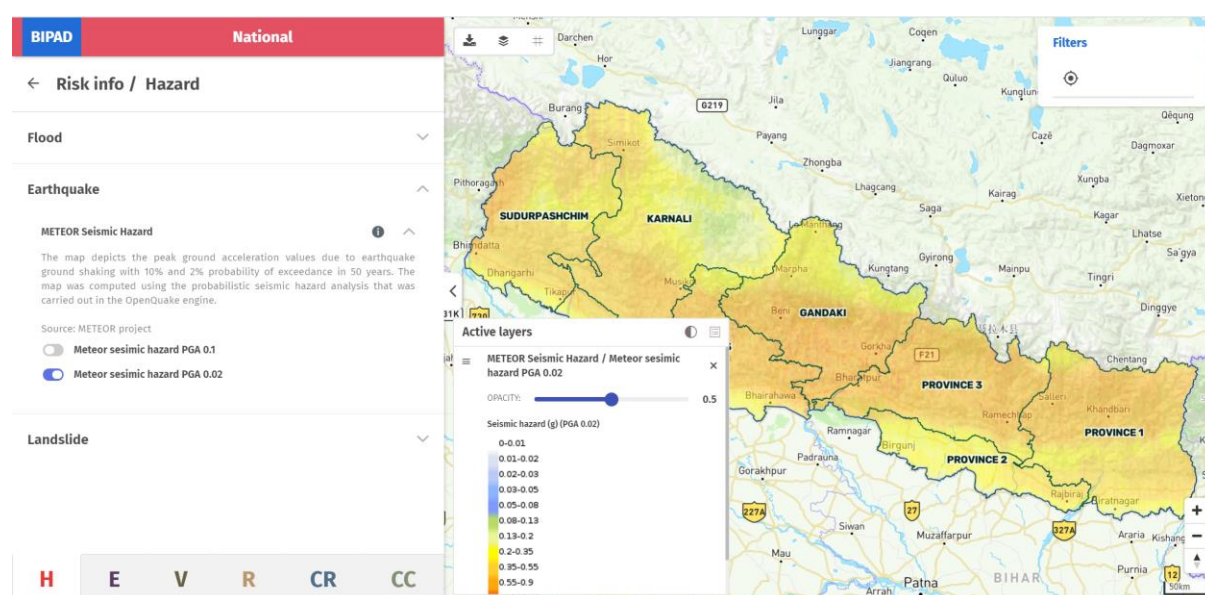 BIPAD
National
Risk info / Hazard
Flood
Earthquake
METEOR Seismic Hazard
The map depicts the peak ground acceleration values due to earthquake
ground shaking with 10% and 2% probability of exceedance in 50 years. The
map was computed using the probabilistic seismic hazard analysis that was
carried out in the OpenQuake engine.
Source: METEOR project
Meteor sesimic hazard PGA 0.1
Meteor sesimic hazard PGA 0.02
Landslide
H E V R CR CC
Filters
Darchen
Hor
Lunggar
Coqen
Jiangrang
Quluo
Kunglun
Burang
G219
Jila
Qêqung
Simikot
Payang
Cazê
Dagmoxar
Zhongba
Pithoragarh
Lhagcang
Kairag
Xungba
Xieton
Saga
Kagar
SUDURPASHCHIM
KARNALI
Lo Manthang
Lhatse
Bhimdatta
Gyirong
Sa'gya
Dhangarhi
Marpha
Kungtang
Mainpu
Tingri
Tikapur
Musikot
Dinggye
Beni
GANDAKI
Gorkha
F21
Chentang
Bharatpur
PROVINCE 3
Salleri
Khandbari
Bhairahawa
Ramechhap
PROVINCE 1
Ramnagar
Birgunj
PROVINCE 2
Padrauna
Gorakhpur
Rajbiraj
Biratnagar
227A
27
Siwan
Muzaffarpur
327A
Araria
Kishang
Mau
Purnia
BIHAR
12
Patna
Arrah
50km
730
Active layers
METEOR Seismic Hazard / Meteor sesimic
hazard PGA 0.02
OPACITY: 0.5
Seismic hazard (g) (PGA 0.02)
0-0.01
0.01-0.02
0.02-0.03
0.03-0.05
0.05-0.08
0.08-0.13
0.13-0.2
0.2-0.35
0.35-0.55
0.55-0.9